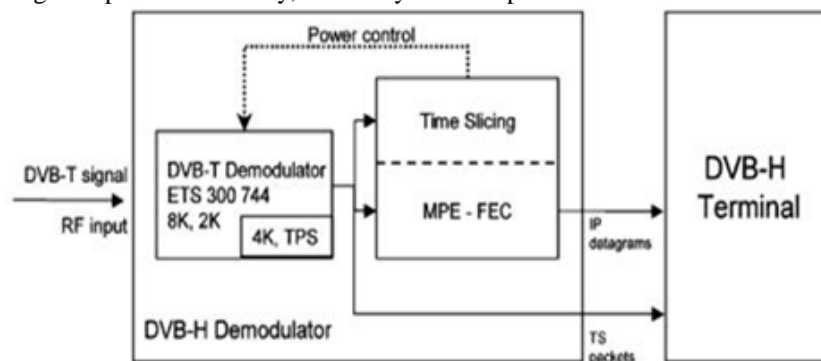 Power control
DVB-T signal
RF input
DVB-T Demodulator
ETS 300 744
8K, 2K
4K, TPS
Time Slicing
MPE - FEC
IP
datagrams
TS
packets
DVB-H Demodulator
DVB-H
Terminal